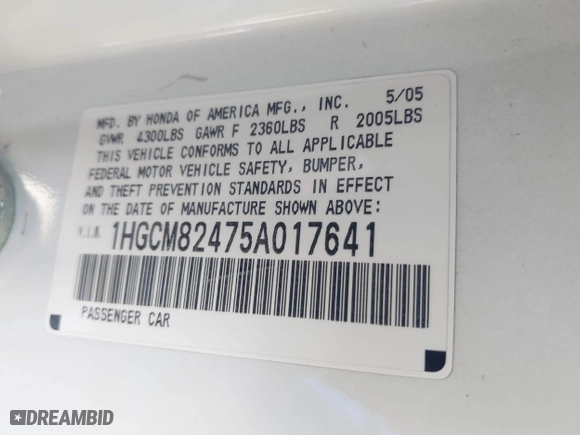 MFD. BY HONDA OF AMERICA MFG., INC. 5/05
GVWR 4300LBS GAWR F 2360LBS R 2005LBS
THIS VEHICLE CONFORMS TO ALL APPLICABLE
FEDERAL MOTOR VEHICLE SAFETY, BUMPER,
AND THEFT PREVENTION STANDARDS IN EFFECT
ON THE DATE OF MANUFACTURE SHOWN ABOVE:
V.I.N. 1HGCM82475A017641
PASSENGER CAR
DREAMBID